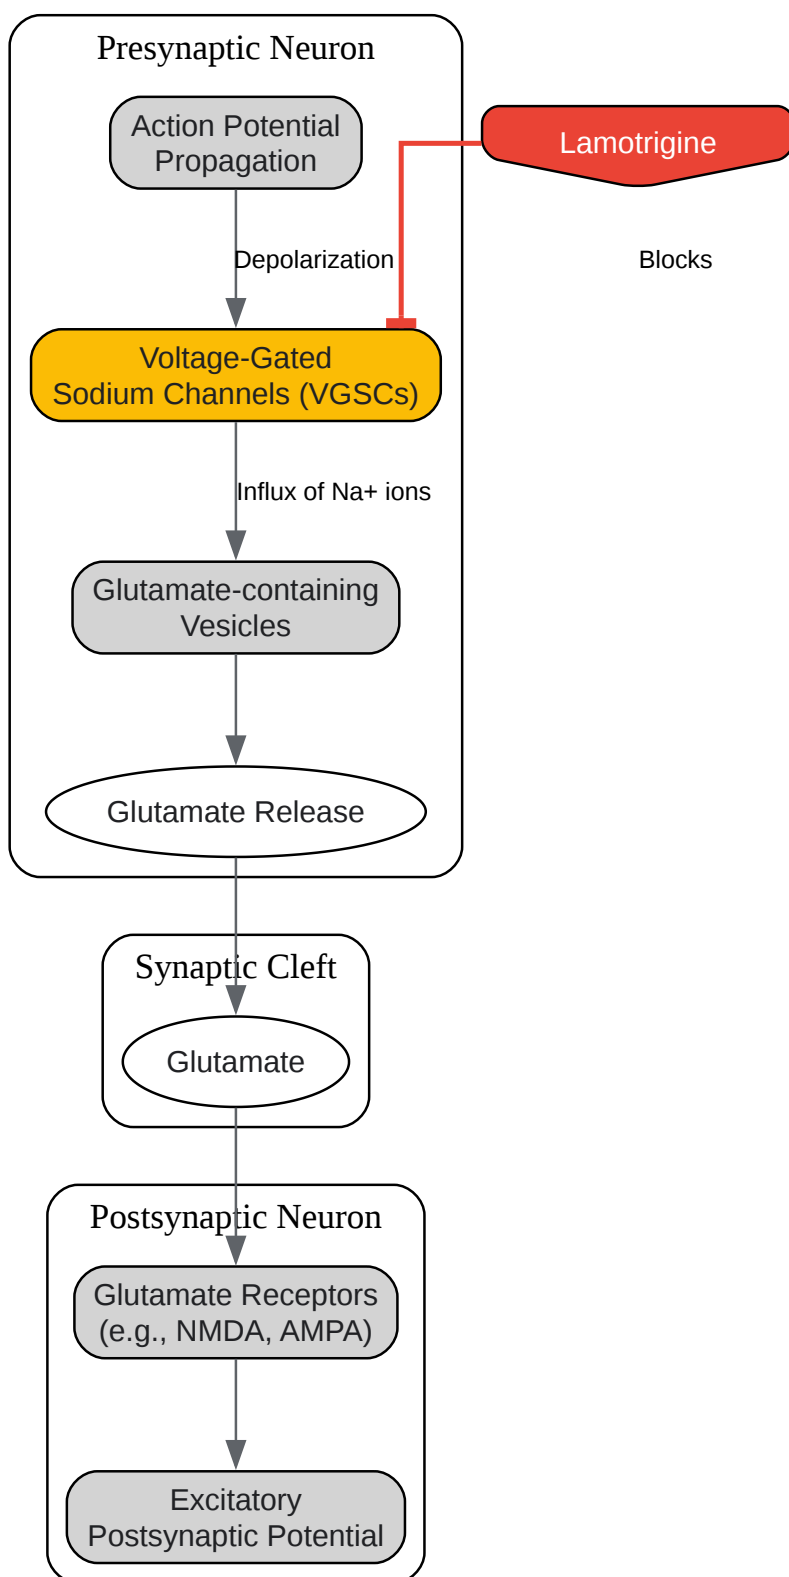 Presynaptic Neuron
Action Potential
Propagation
Lamotrigine
Depolarization
Blocks
Voltage-Gated
Sodium Channels (VGSCs)
Influx of Na+ ions
Glutamate-containing
Vesicles
Glutamate Release
Synaptic Cleft
Glutamate
Postsynaptic Neuron
Glutamate Receptors
(e.g., NMDA, AMPA)
Excitatory
Postsynaptic Potential